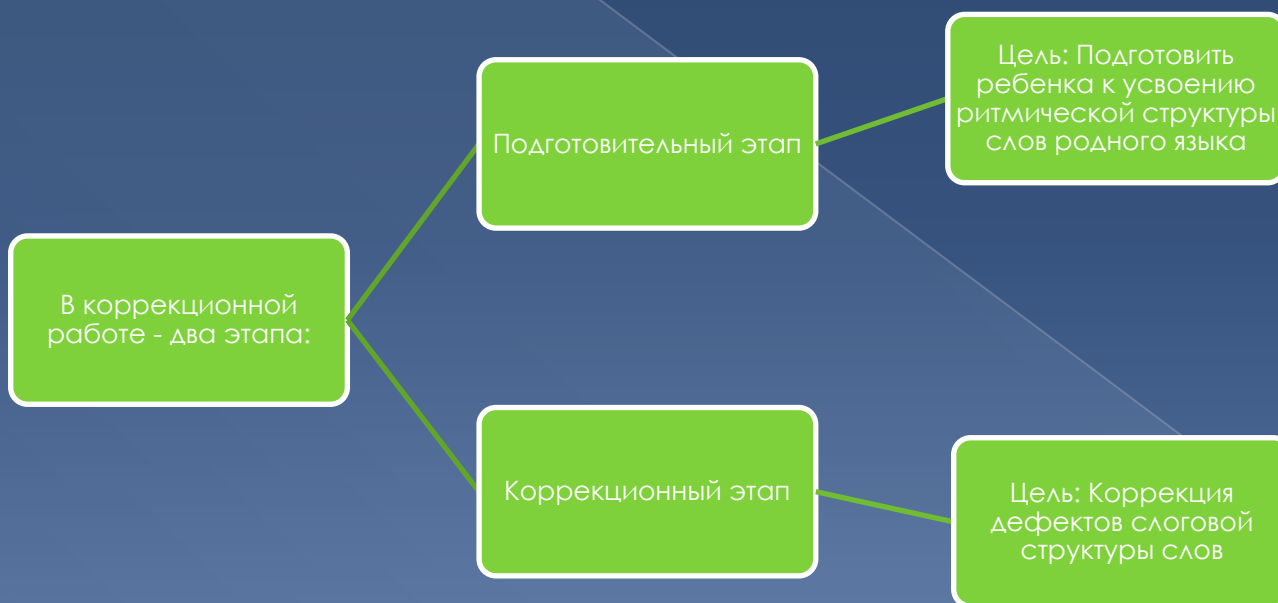 В коррекционной
работе - два этапа:
Подготовительный этап
Цель: Подготовить
ребенка к усвоению
ритмической структуры
слов родного языка
Коррекционный этап
Цель: Коррекция
дефектов слоговой
структуры слов